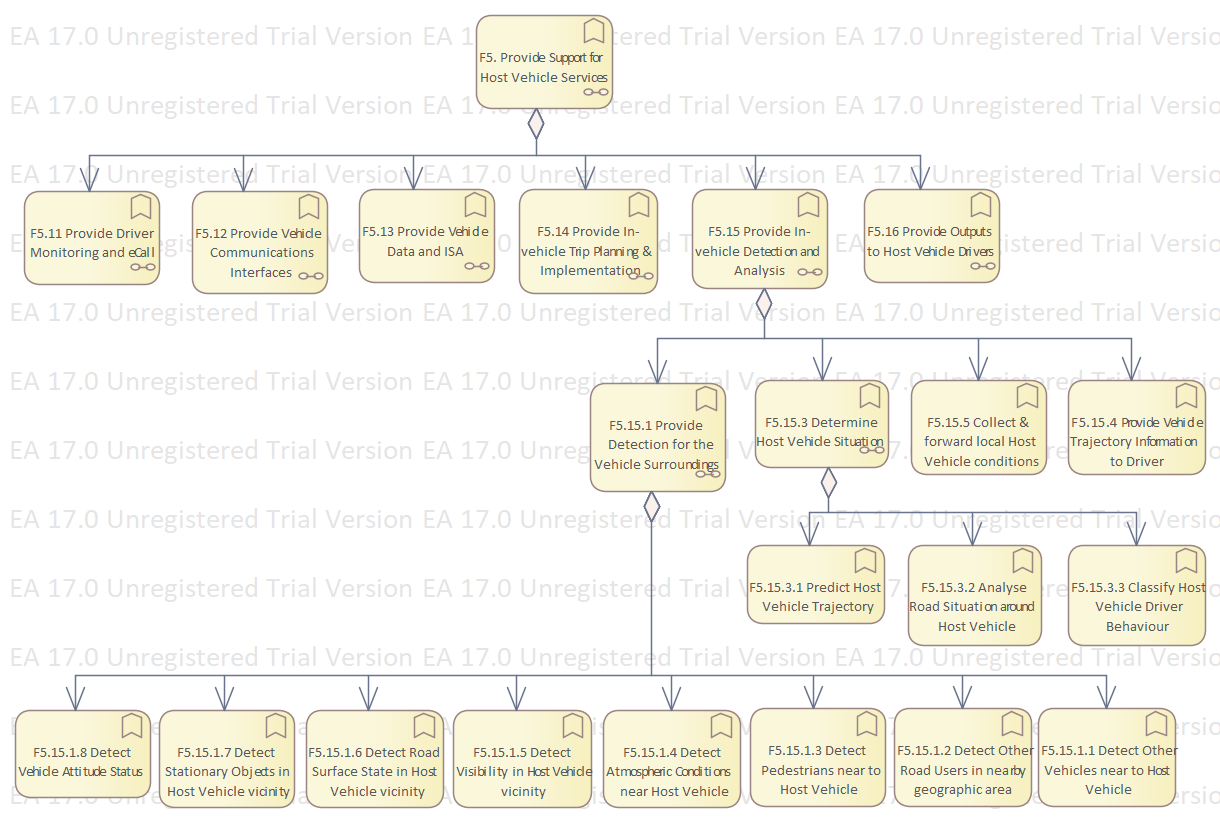 EA 17.0 Unregistered Trial Version EA 17.0 Unregistered Trial Version EA 17.0 Unregistered Trial Version
F5. Provide Support for
Host Vehicle Services
F5.11 Provide Driver
Monitoring and eCall
F5.12 Provide Vehicle
Communications
Interfaces
F5.13 Provide Vehicle
Data and ISA
F5.14 Provide In-
vehicle Trip Planning &
Implementation
F5.15 Provide In-
vehicle Detection and
Analysis
F5.16 Provide Outputs
to Host Vehicle Drivers
F5.15.1 Provide
Detection for the
Vehicle Surroundings
F5.15.3 Determine
Host Vehicle Situation
F5.15.5 Collect &
forward local Host
Vehicle conditions
F5.15.4 Provide Vehicle
Trajectory Information
to Driver
F5.15.3.1 Predict Host
Vehicle Trajectory
F5.15.3.2 Analyse
Road Situation around
Host Vehicle
F5.15.3.3 Classify Host
Vehicle Driver
Behaviour
F5.15.1.8 Detect
Vehicle Attitude Status
F5.15.1.7 Detect
Stationary Objects in
Host Vehicle vicinity
F5.15.1.6 Detect Road
Surface State in Host
Vehicle vicinity
F5.15.1.5 Detect
Visibility in Host Vehicle
vicinity
F5.15.1.4 Detect
Atmospheric Conditions
near Host Vehicle
F5.15.1.3 Detect
Pedestrians near to
Host Vehicle
F5.15.1.2 Detect Other
Road Users in nearby
geographic area
F5.15.1.1 Detect Other
Vehicles near to Host
Vehicle